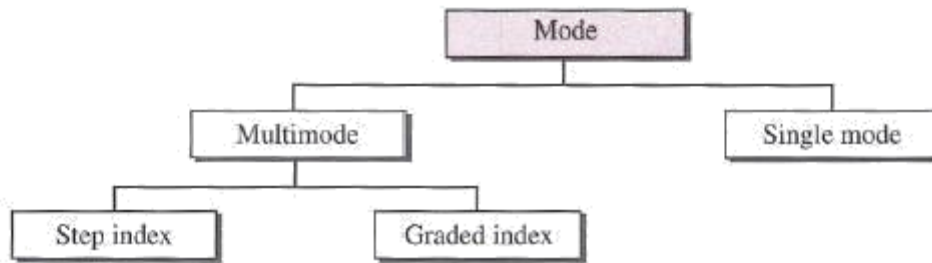 Mode
Multimode
Single mode
Step index
Graded index